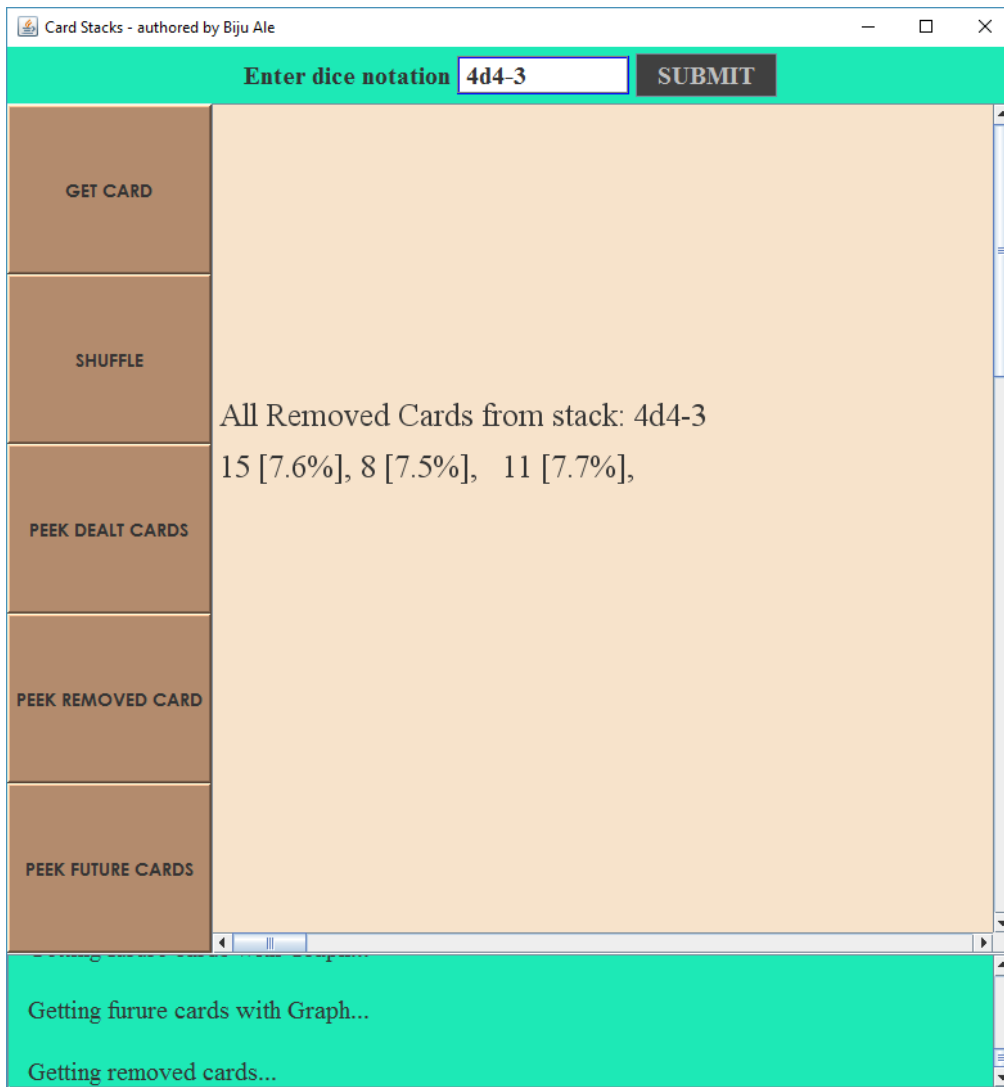 Card Stacks - authored by Biju Ale
Enter dice notation 4d4-3 SUBMIT
GET CARD
SHUFFLE
PEEK DEALT CARDS
PEEK REMOVED CARD
PEEK FUTURE CARDS
All Removed Cards from stack: 4d4-3
15 [7.6%], 8 [7.5%], 11 [7.7%],
Getting furure cards with Graph...
Getting removed cards...